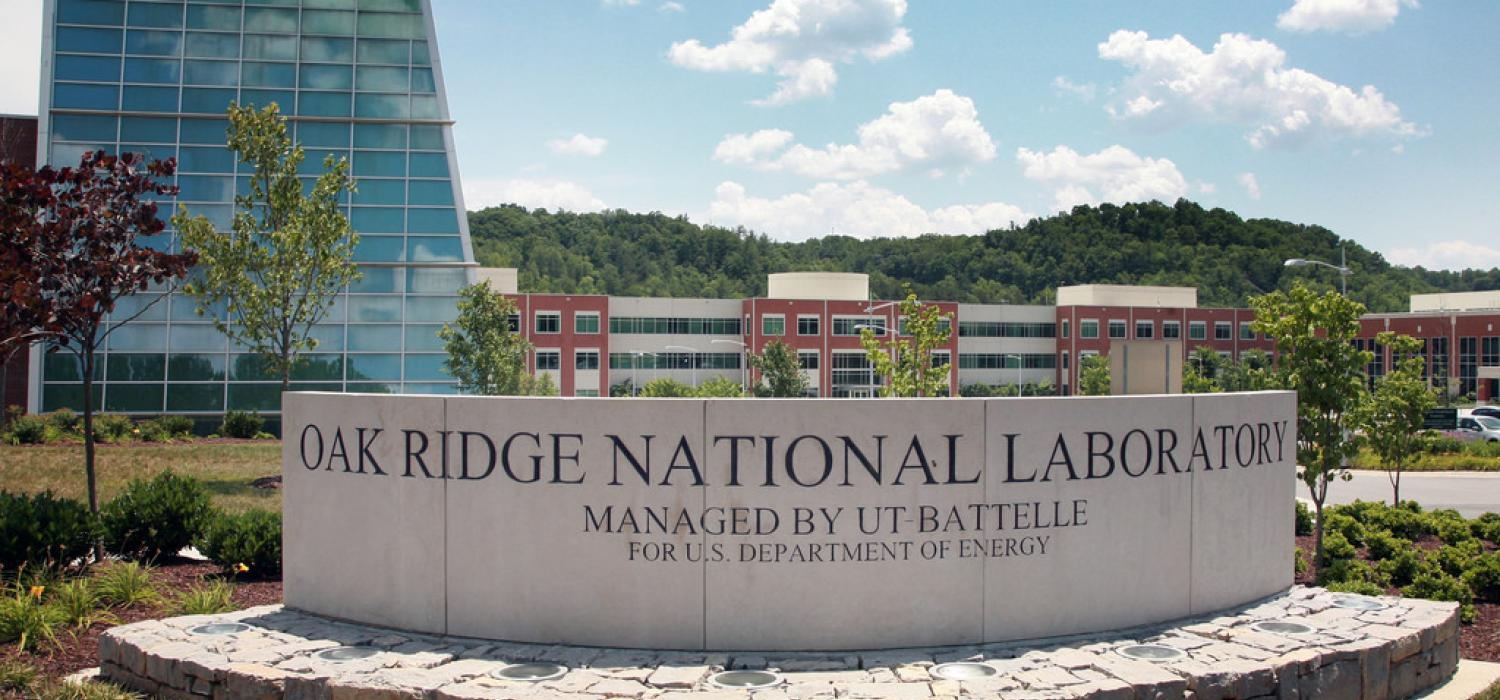 OAK RIDGE NATIONAL LABORATORY
MANAGED BY UT-BATTELLE
FOR U.S. DEPARTMENT OF ENERGY